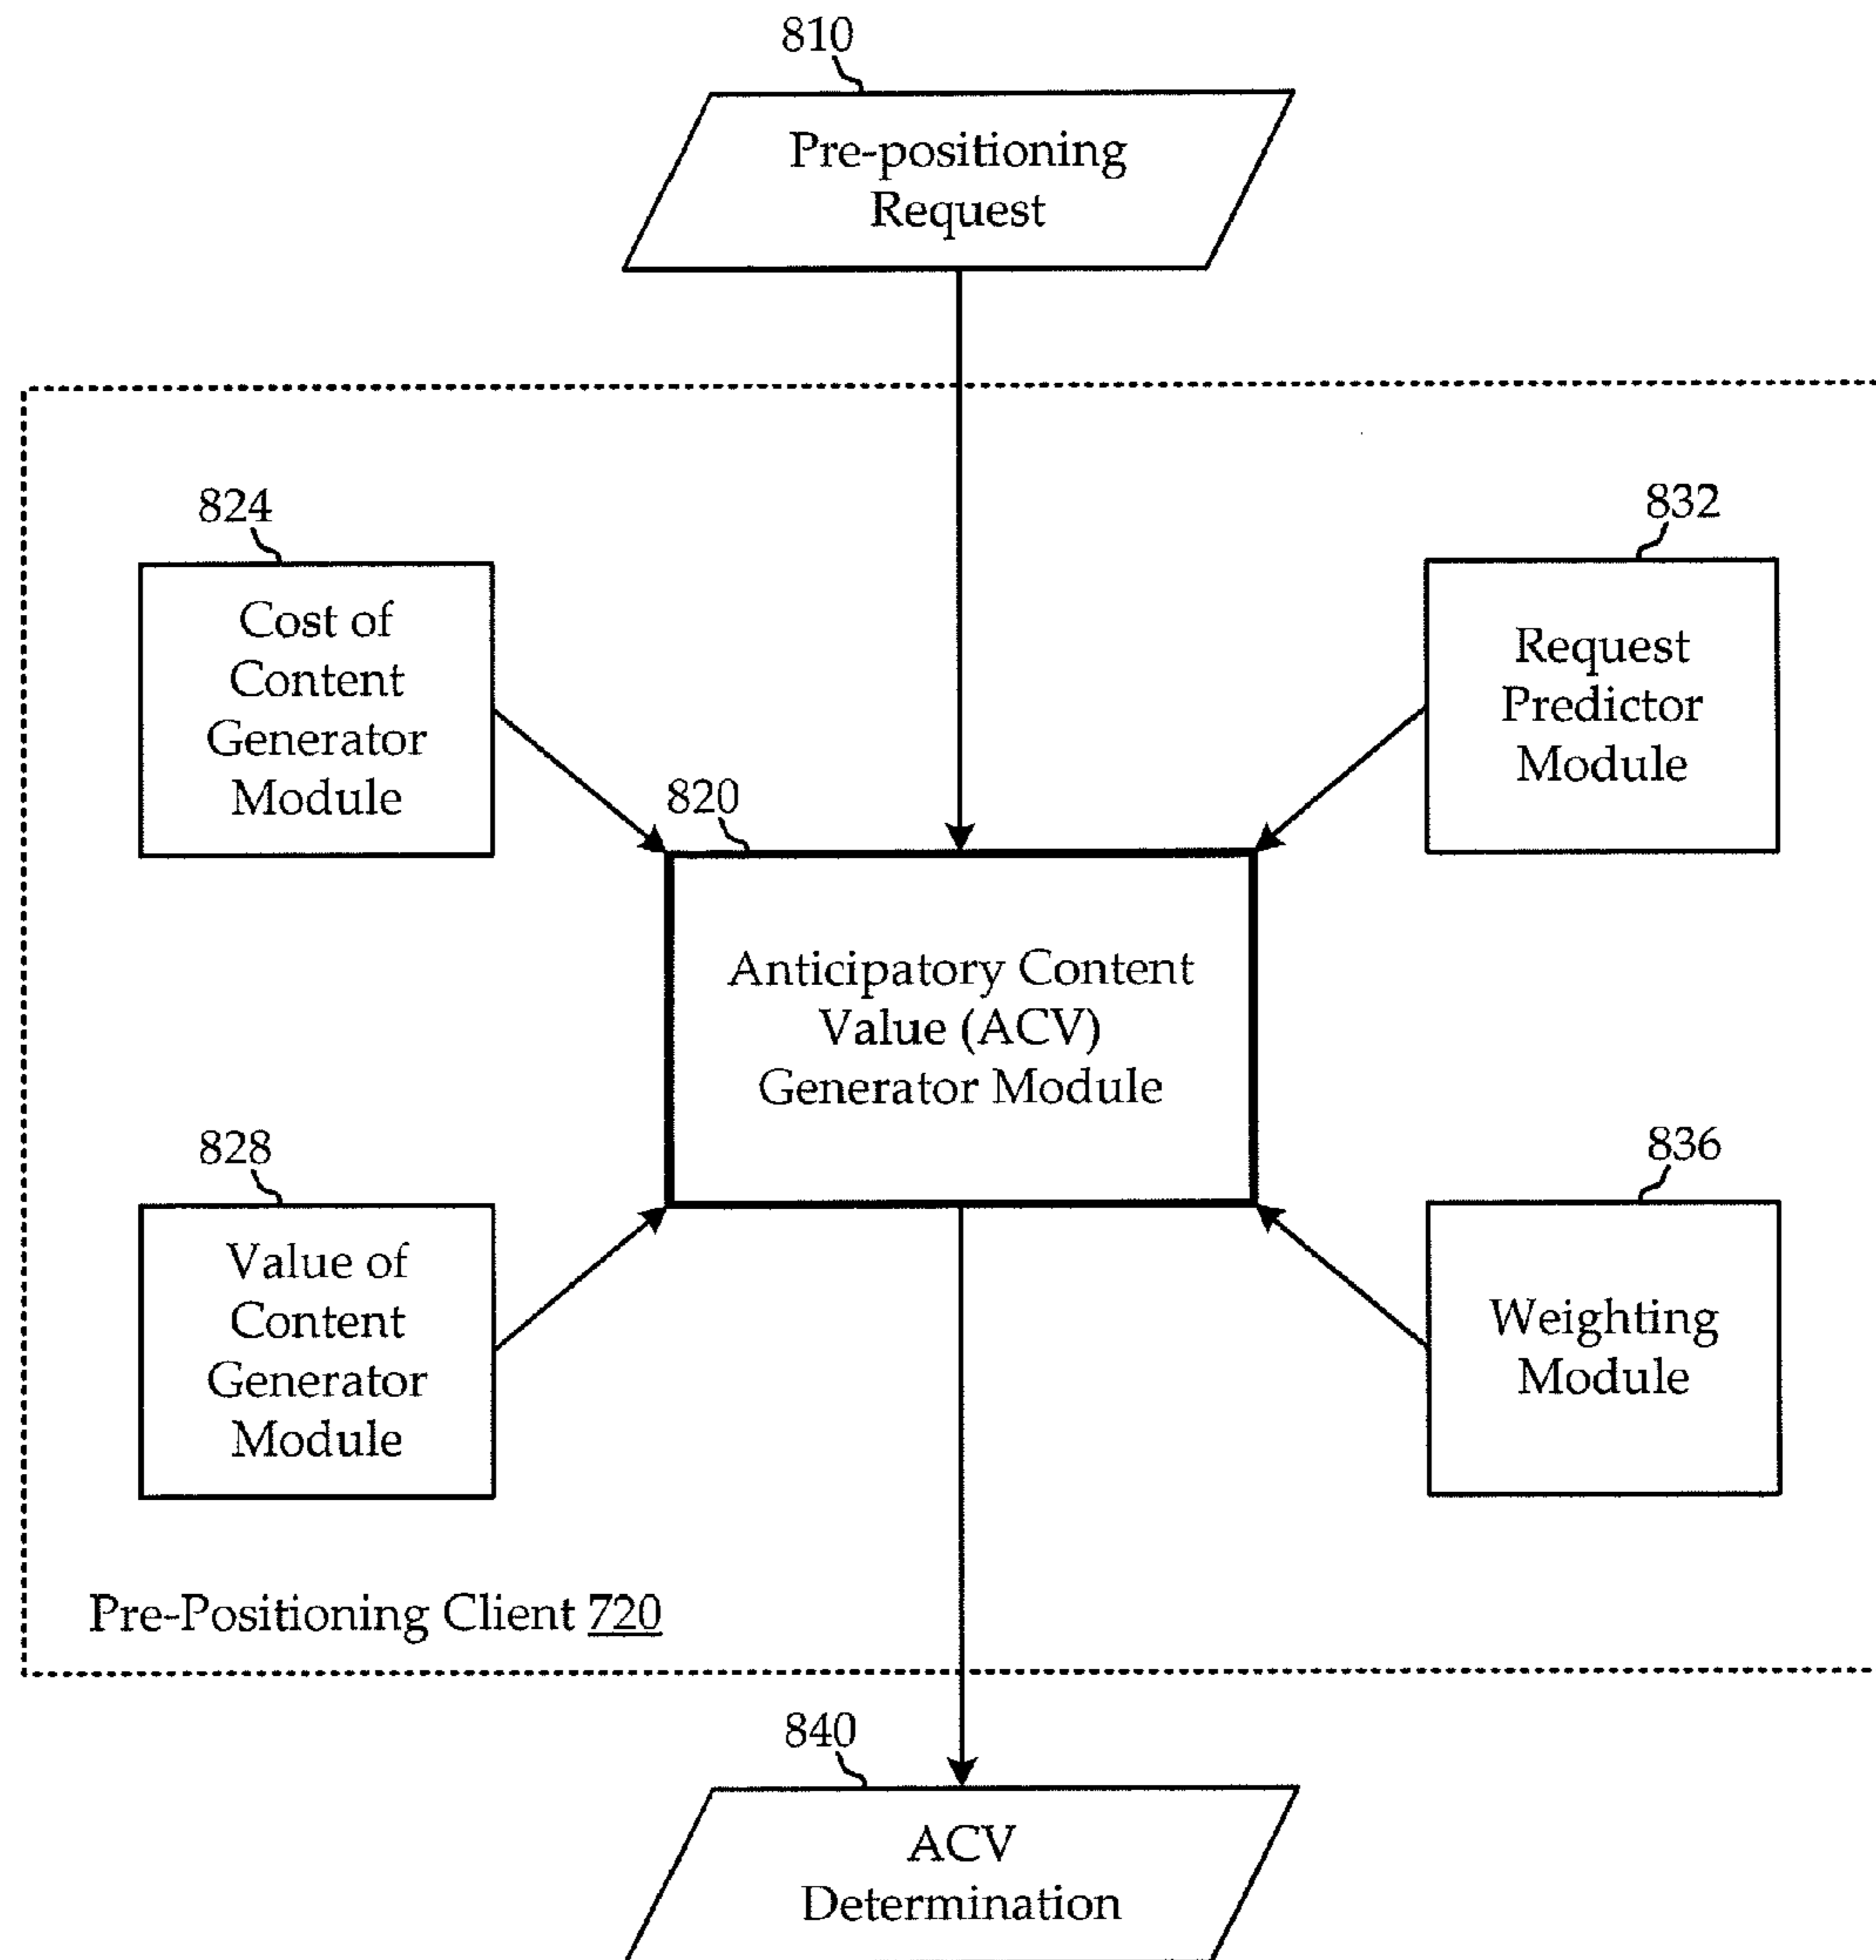 810
Pre-positioning
Request
824
Cost of
Content
Generator
Module
832
Request
Predictor
Module
820
Anticipatory Content
Value (ACV)
Generator Module
828
Value of
Content
Generator
Module
836
Weighting
Module
Pre-Positioning Client 720
840
ACV
Determination